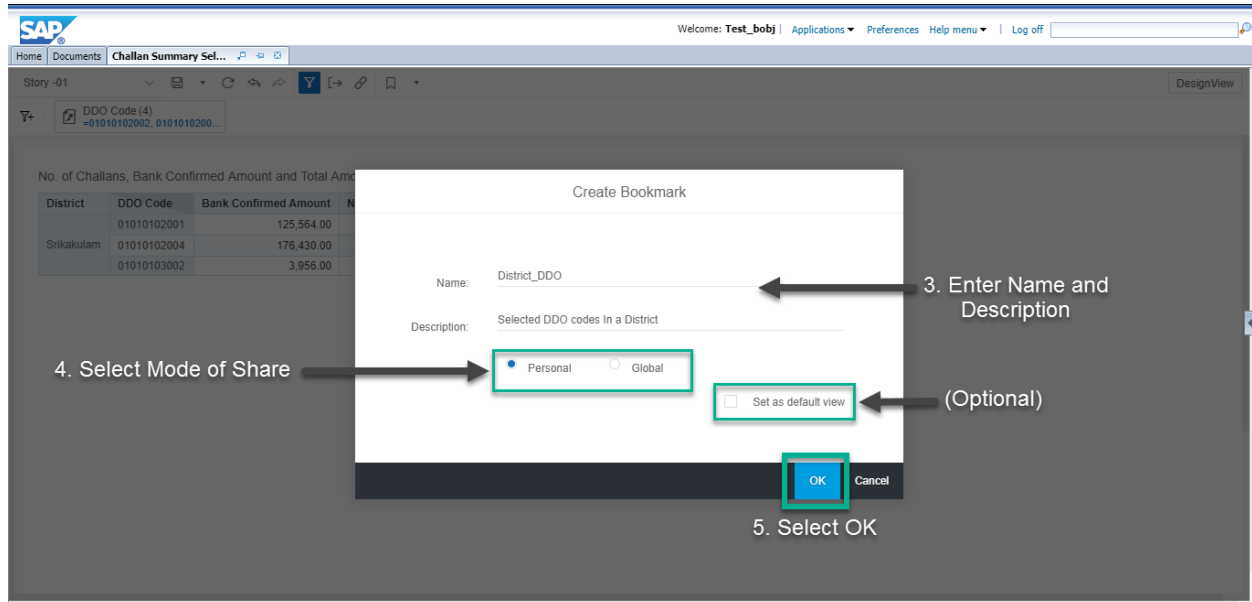 SAP
Welcome: Test_bobj | Applications Preferences Help menu | Log off
Home Documents Challan Summary Sel...
Story -01
DesignView
DDO Code (4)
=01010102002, 0101010200...
No. of Challans, Bank Confirmed Amount and Total Amo
District DDO Code Bank Confirmed Amount N
01010102001 125,564.00
Srikakulam 01010102004 176,430.00
01010103002 3,956.00
Create Bookmark
Name: District_DDO
Description: Selected DDO codes In a District
Personal Global
Set as default view
OK Cancel
3. Enter Name and
Description
4. Select Mode of Share
(Optional)
5. Select OK